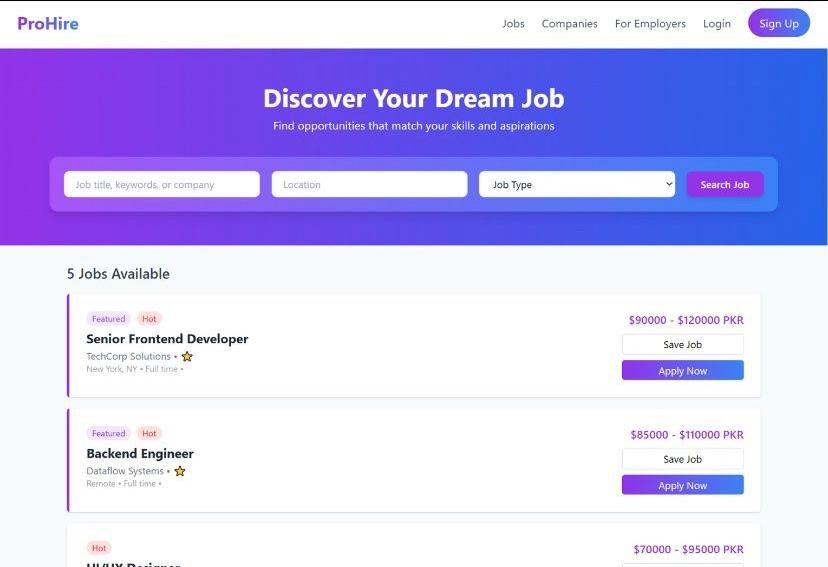 ProHire
Jobs Companies For Employers Login Sign Up
Discover Your Dream Job
Find opportunities that match your skills and aspirations
Job title, keywords, or company Location Job Type Search Job
5 Jobs Available
Featured Hot
Senior Frontend Developer
TechCorp Solutions • ⭐
New York, NY • Full time •
$90000 - $120000 PKR
Save Job
Apply Now
Featured Hot
Backend Engineer
Dataflow Systems • ⭐
Remote • Full time •
$85000 - $110000 PKR
Save Job
Apply Now
Hot
UI/UX Designer
$70000 - $95000 PKR